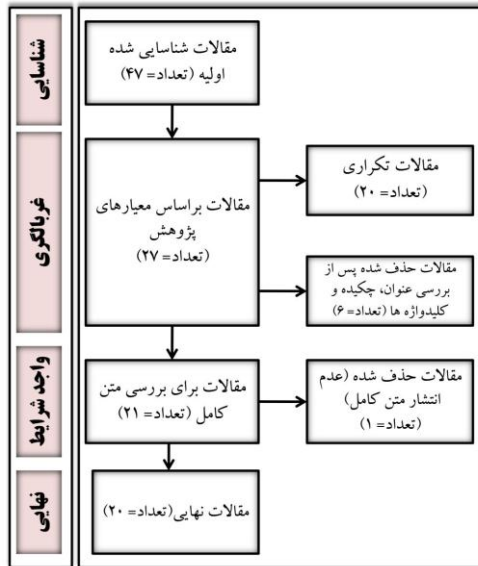 شناسایی
مقالات شناسایی شده
اولیه (تعداد= ۴۷)
غربالگری
مقالات براساس معیارهای
پژوهش
(تعداد= ۲۷)
مقالات تکراری
(تعداد= ۲۰)
مقالات حذف شده پس از
بررسی عنوان، چکیده و
کلیدواژه ها (تعداد= ۶)
واجد شرایط
مقالات برای بررسی متن
کامل (تعداد= ۲۱)
مقالات حذف شده (عدم
انتشار متن کامل)
(تعداد= ۱)
نهایی
مقالات نهایی(تعداد= ۲۰)